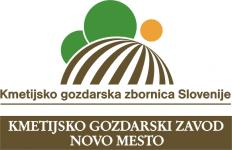 Kmetijsko gozdarska zbornica Slovenije
KMETIJSKO GOZDARSKI ZAVOD
NOVO MESTO